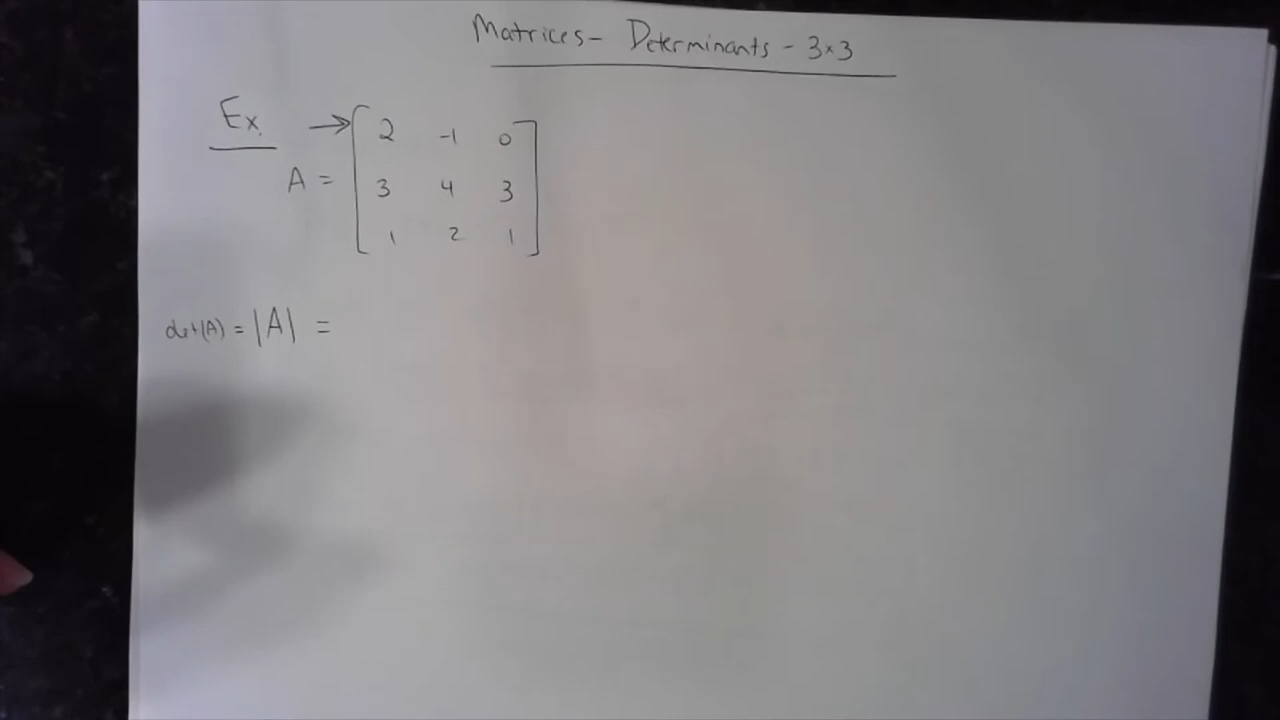 Matrices- Determinants - 3×3
Ex.
→ [ 2 -1 0
A = 3 4 3
1 2 1 ]
det(A) = |A| =